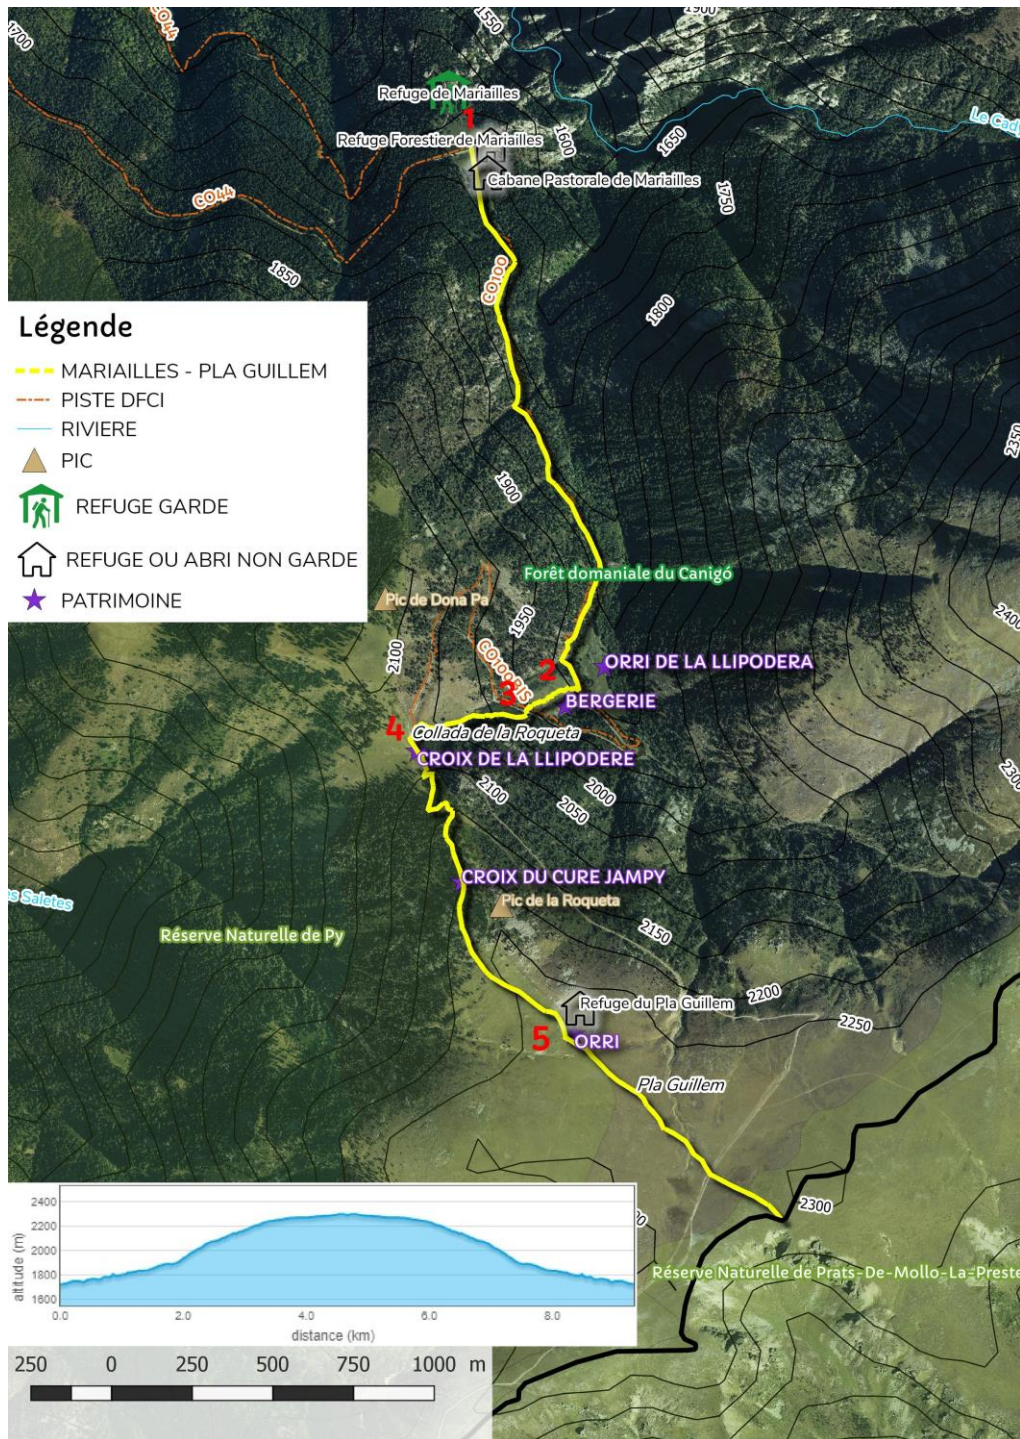 CO44
1700
1550
1900
Refuge de Mariailles
1
Refuge Forestier de Mariailles
1600
1650
Cabane Pastorale de Mariailles
1750
CO44
1850
CO100
1800
Légende
MARIAILLES - PLA GUILLEM
PISTE DFCI
RIVIERE
PIC
REFUGE GARDE
REFUGE OU ABRI NON GARDE
PATRIMOINE
2350
1900
Forêt domaniale du Canigó
Pic de Dona Pa
1950
2400
2100
CO100BIS
2
ORRI DE LA LLIPODERA
3
BERGERIE
4
Collada de la Roqueta
CROIX DE LA LLIPODERE
2300
2100
2000
2050
CROIX DU CURE JAMPY
es Saletes
Pic de la Roqueta
Réserve Naturelle de Py
2150
2200
Refuge du Pla Guillem
2250
5
ORRI
Pla Guillem
2300
Réserve Naturelle de Prats-De-Mollo-La-Preste
altitude (m)
2400
2200
2000
1800
1600
0.0 2.0 4.0 6.0 8.0
distance (km)
250 0 250 500 750 1000 m